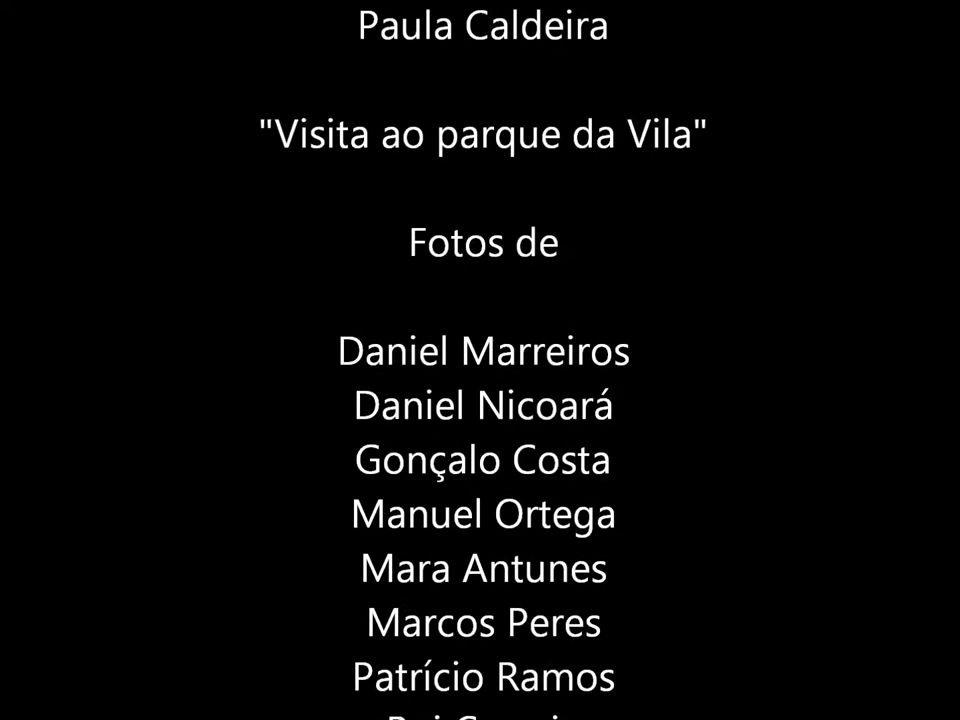 Paula Caldeira
"Visita ao parque da Vila"
Fotos de
Daniel Marreiros
Daniel Nicoará
Gonçalo Costa
Manuel Ortega
Mara Antunes
Marcos Peres
Patrício Ramos